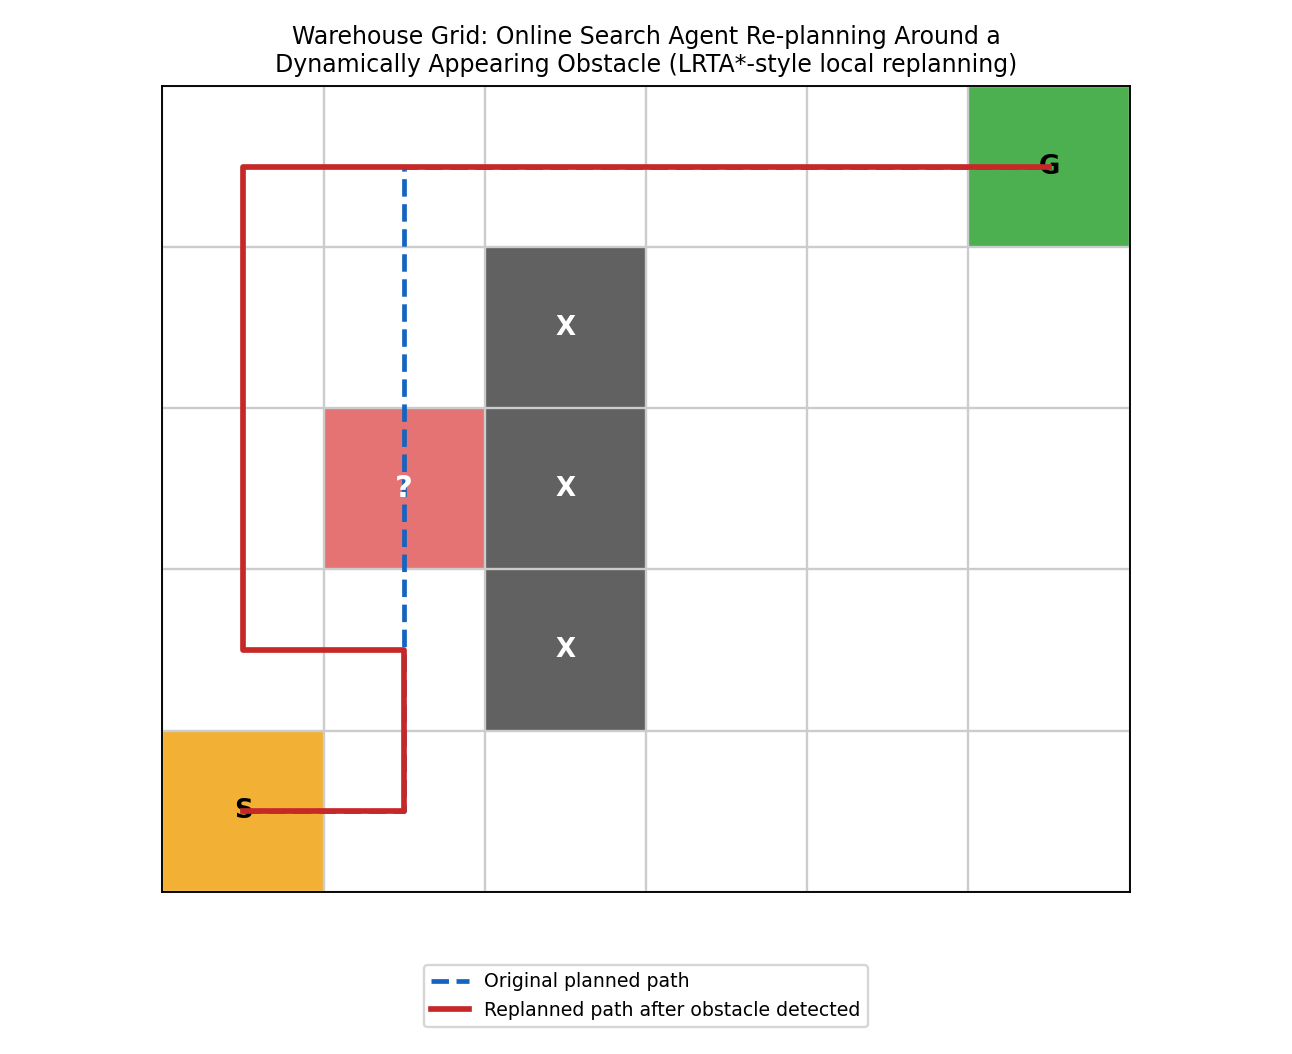 Warehouse Grid: Online Search Agent Re-planning Around a
Dynamically Appearing Obstacle (LRTA*-style local replanning)
G
X
?
X
X
S
Original planned path
Replanned path after obstacle detected